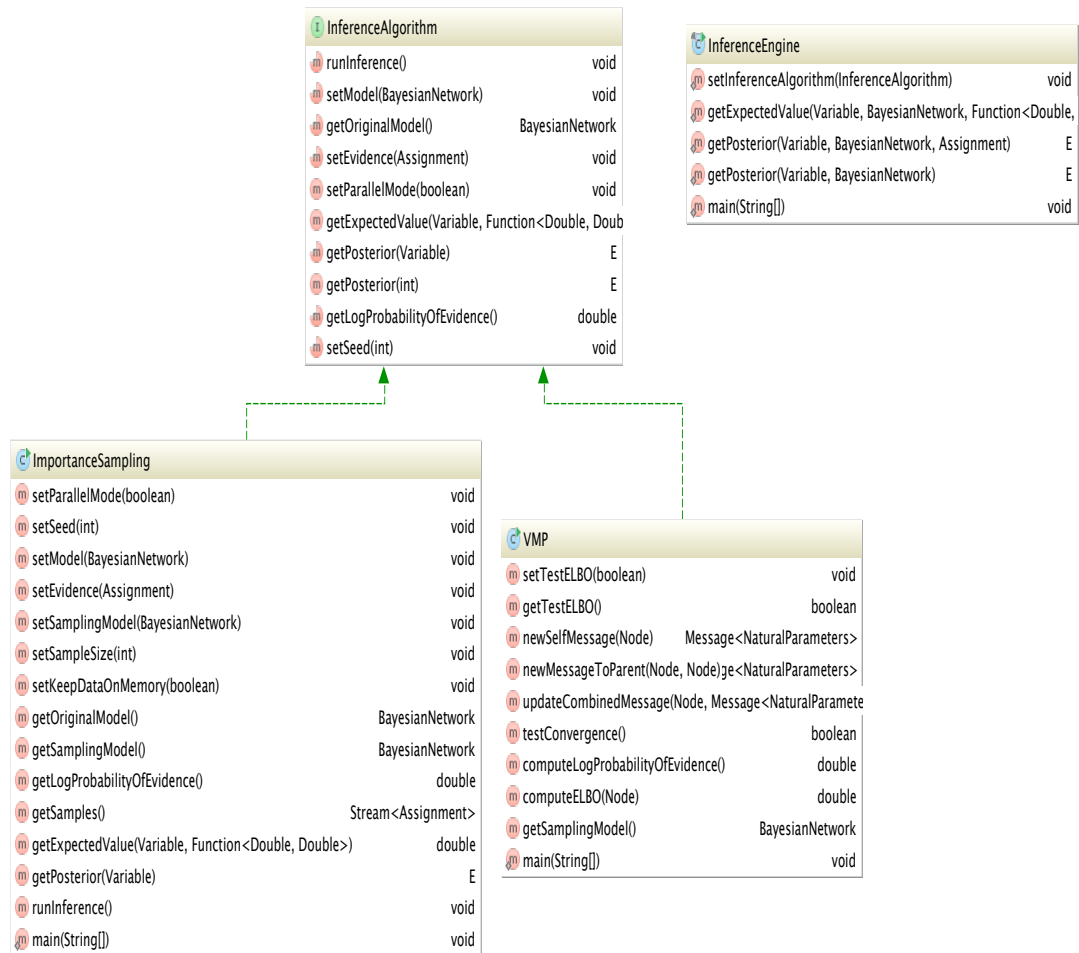 InferenceAlgorithm
runInference() void
setModel(BayesianNetwork) void
getOriginalModel() BayesianNetwork
setEvidence(Assignment) void
setParallelMode(boolean) void
getExpectedValue(Variable, Function<Double, Doub
getPosterior(Variable) E
getPosterior(int) E
getLogProbabilityOfEvidence() double
setSeed(int) void
InferenceEngine
setInferenceAlgorithm(InferenceAlgorithm) void
getExpectedValue(Variable, BayesianNetwork, Function<Double,
getPosterior(Variable, BayesianNetwork, Assignment) E
getPosterior(Variable, BayesianNetwork) E
main(String[]) void
ImportanceSampling
setParallelMode(boolean) void
setSeed(int) void
setModel(BayesianNetwork) void
setEvidence(Assignment) void
setSamplingModel(BayesianNetwork) void
setSampleSize(int) void
setKeepDataOnMemory(boolean) void
getOriginalModel() BayesianNetwork
getSamplingModel() BayesianNetwork
getLogProbabilityOfEvidence() double
getSamples() Stream<Assignment>
getExpectedValue(Variable, Function<Double, Double>) double
getPosterior(Variable) E
runInference() void
main(String[]) void
VMP
setTestELBO(boolean) void
getTestELBO() boolean
newSelfMessage(Node) Message<NaturalParameters>
newMessageToParent(Node, Node)ge<NaturalParameters>
updateCombinedMessage(Node, Message<NaturalParamete
testConvergence() boolean
computeLogProbabilityOfEvidence() double
computeELBO(Node) double
getSamplingModel() BayesianNetwork
main(String[]) void